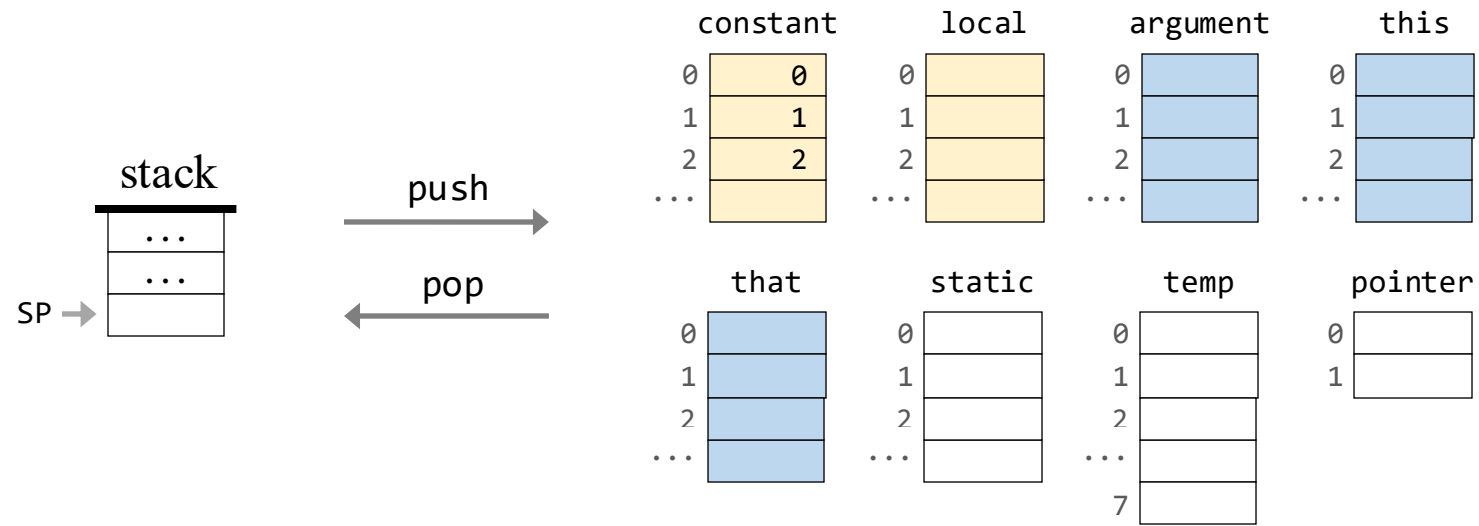 constant local argument this
0 0 0 0 0
1 1 1 1 1
2 2 2 2 2
... ... ... ...
stack
push
...
...
pop
SP
that static temp pointer
0 0 0 0
1 1 1 1
2 2 2
... ... ...
7